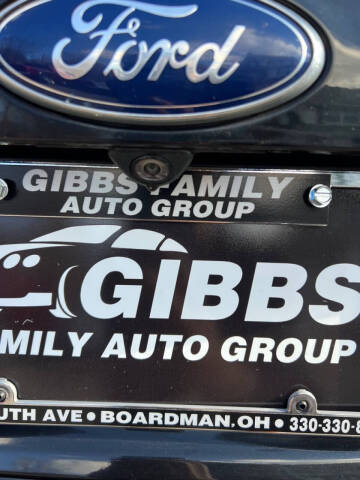 Ford
GIBBS FAMILY
AUTO GROUP
GIBBS
MILY AUTO GROUP
UTH AVE • BOARDMAN, OH • 330-330-8